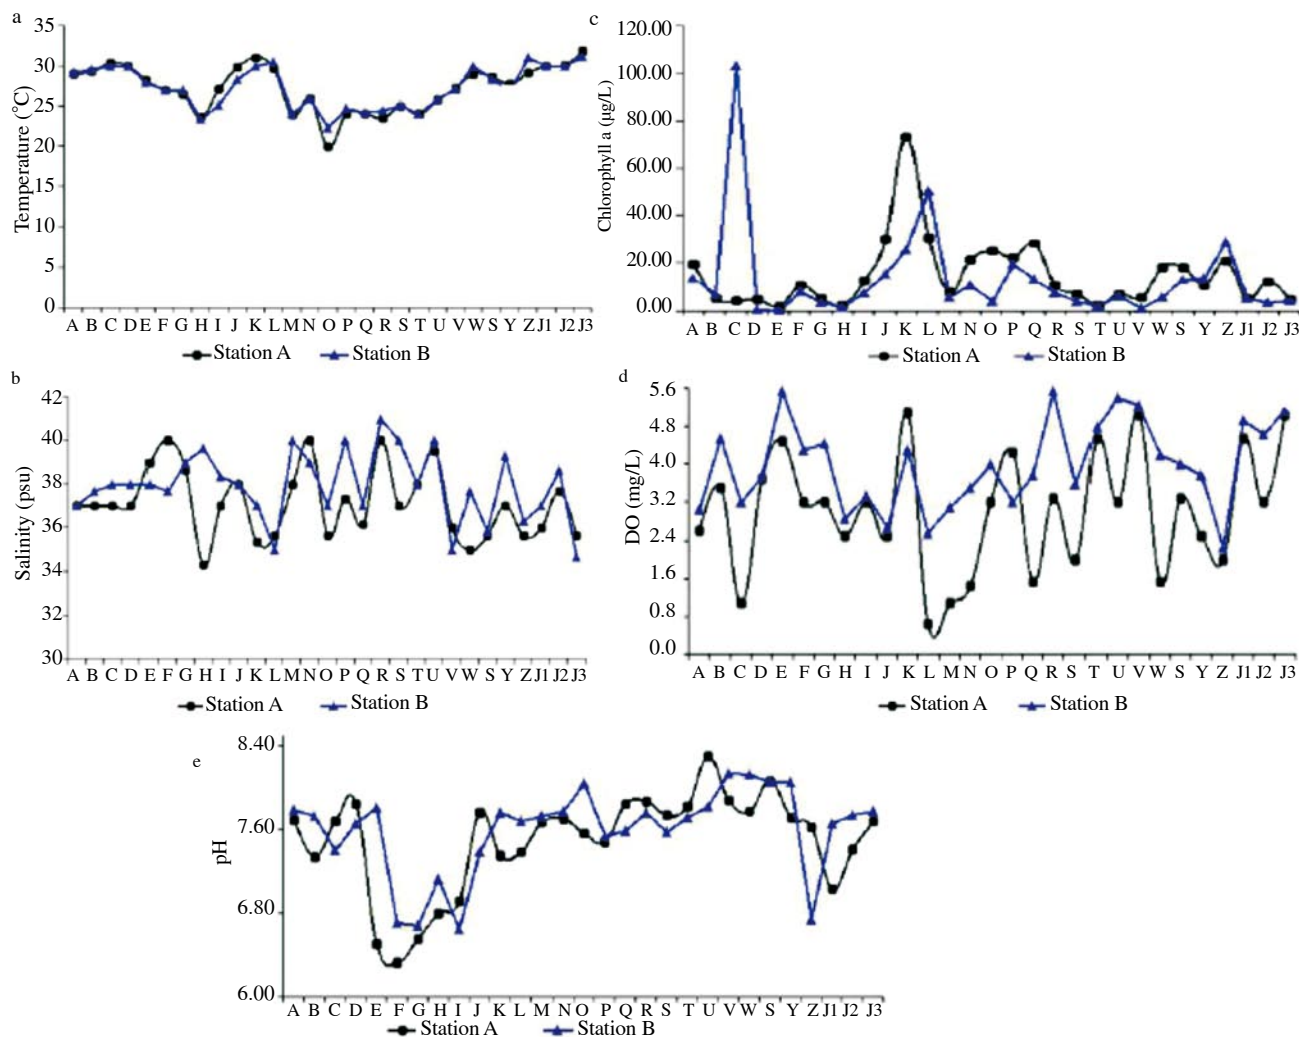 a
35
30
25
20
15
10
5
0
Temperature (°C)
A B C D E F G H I J K L M N O P Q R S T U V W S Y Z J1 J2 J3
Station A Station B
c
120.00
100.00
80.00
60.00
40.00
20.00
0.00
Chlorophyll a (µg/L)
A B C D E F G H I J K L M N O P Q R S T U V W S Y Z J1 J2 J3
Station A Station B
b
42
40
38
36
34
32
30
Salinity (psu)
A B C D E F G H I J K L M N O P Q R S T U V W S Y Z J1 J2 J3
Station A Station B
d
5.6
4.8
4.0
3.2
2.4
1.6
0.8
0.0
DO (mg/L)
A B C D E F G H I J K L M N O P Q R S T U V W S Y Z J1 J2 J3
Station A Station B
e
8.40
7.60
6.80
6.00
pH
A B C D E F G H I J K L M N O P Q R S T U V W S Y Z J1 J2 J3
Station A Station B